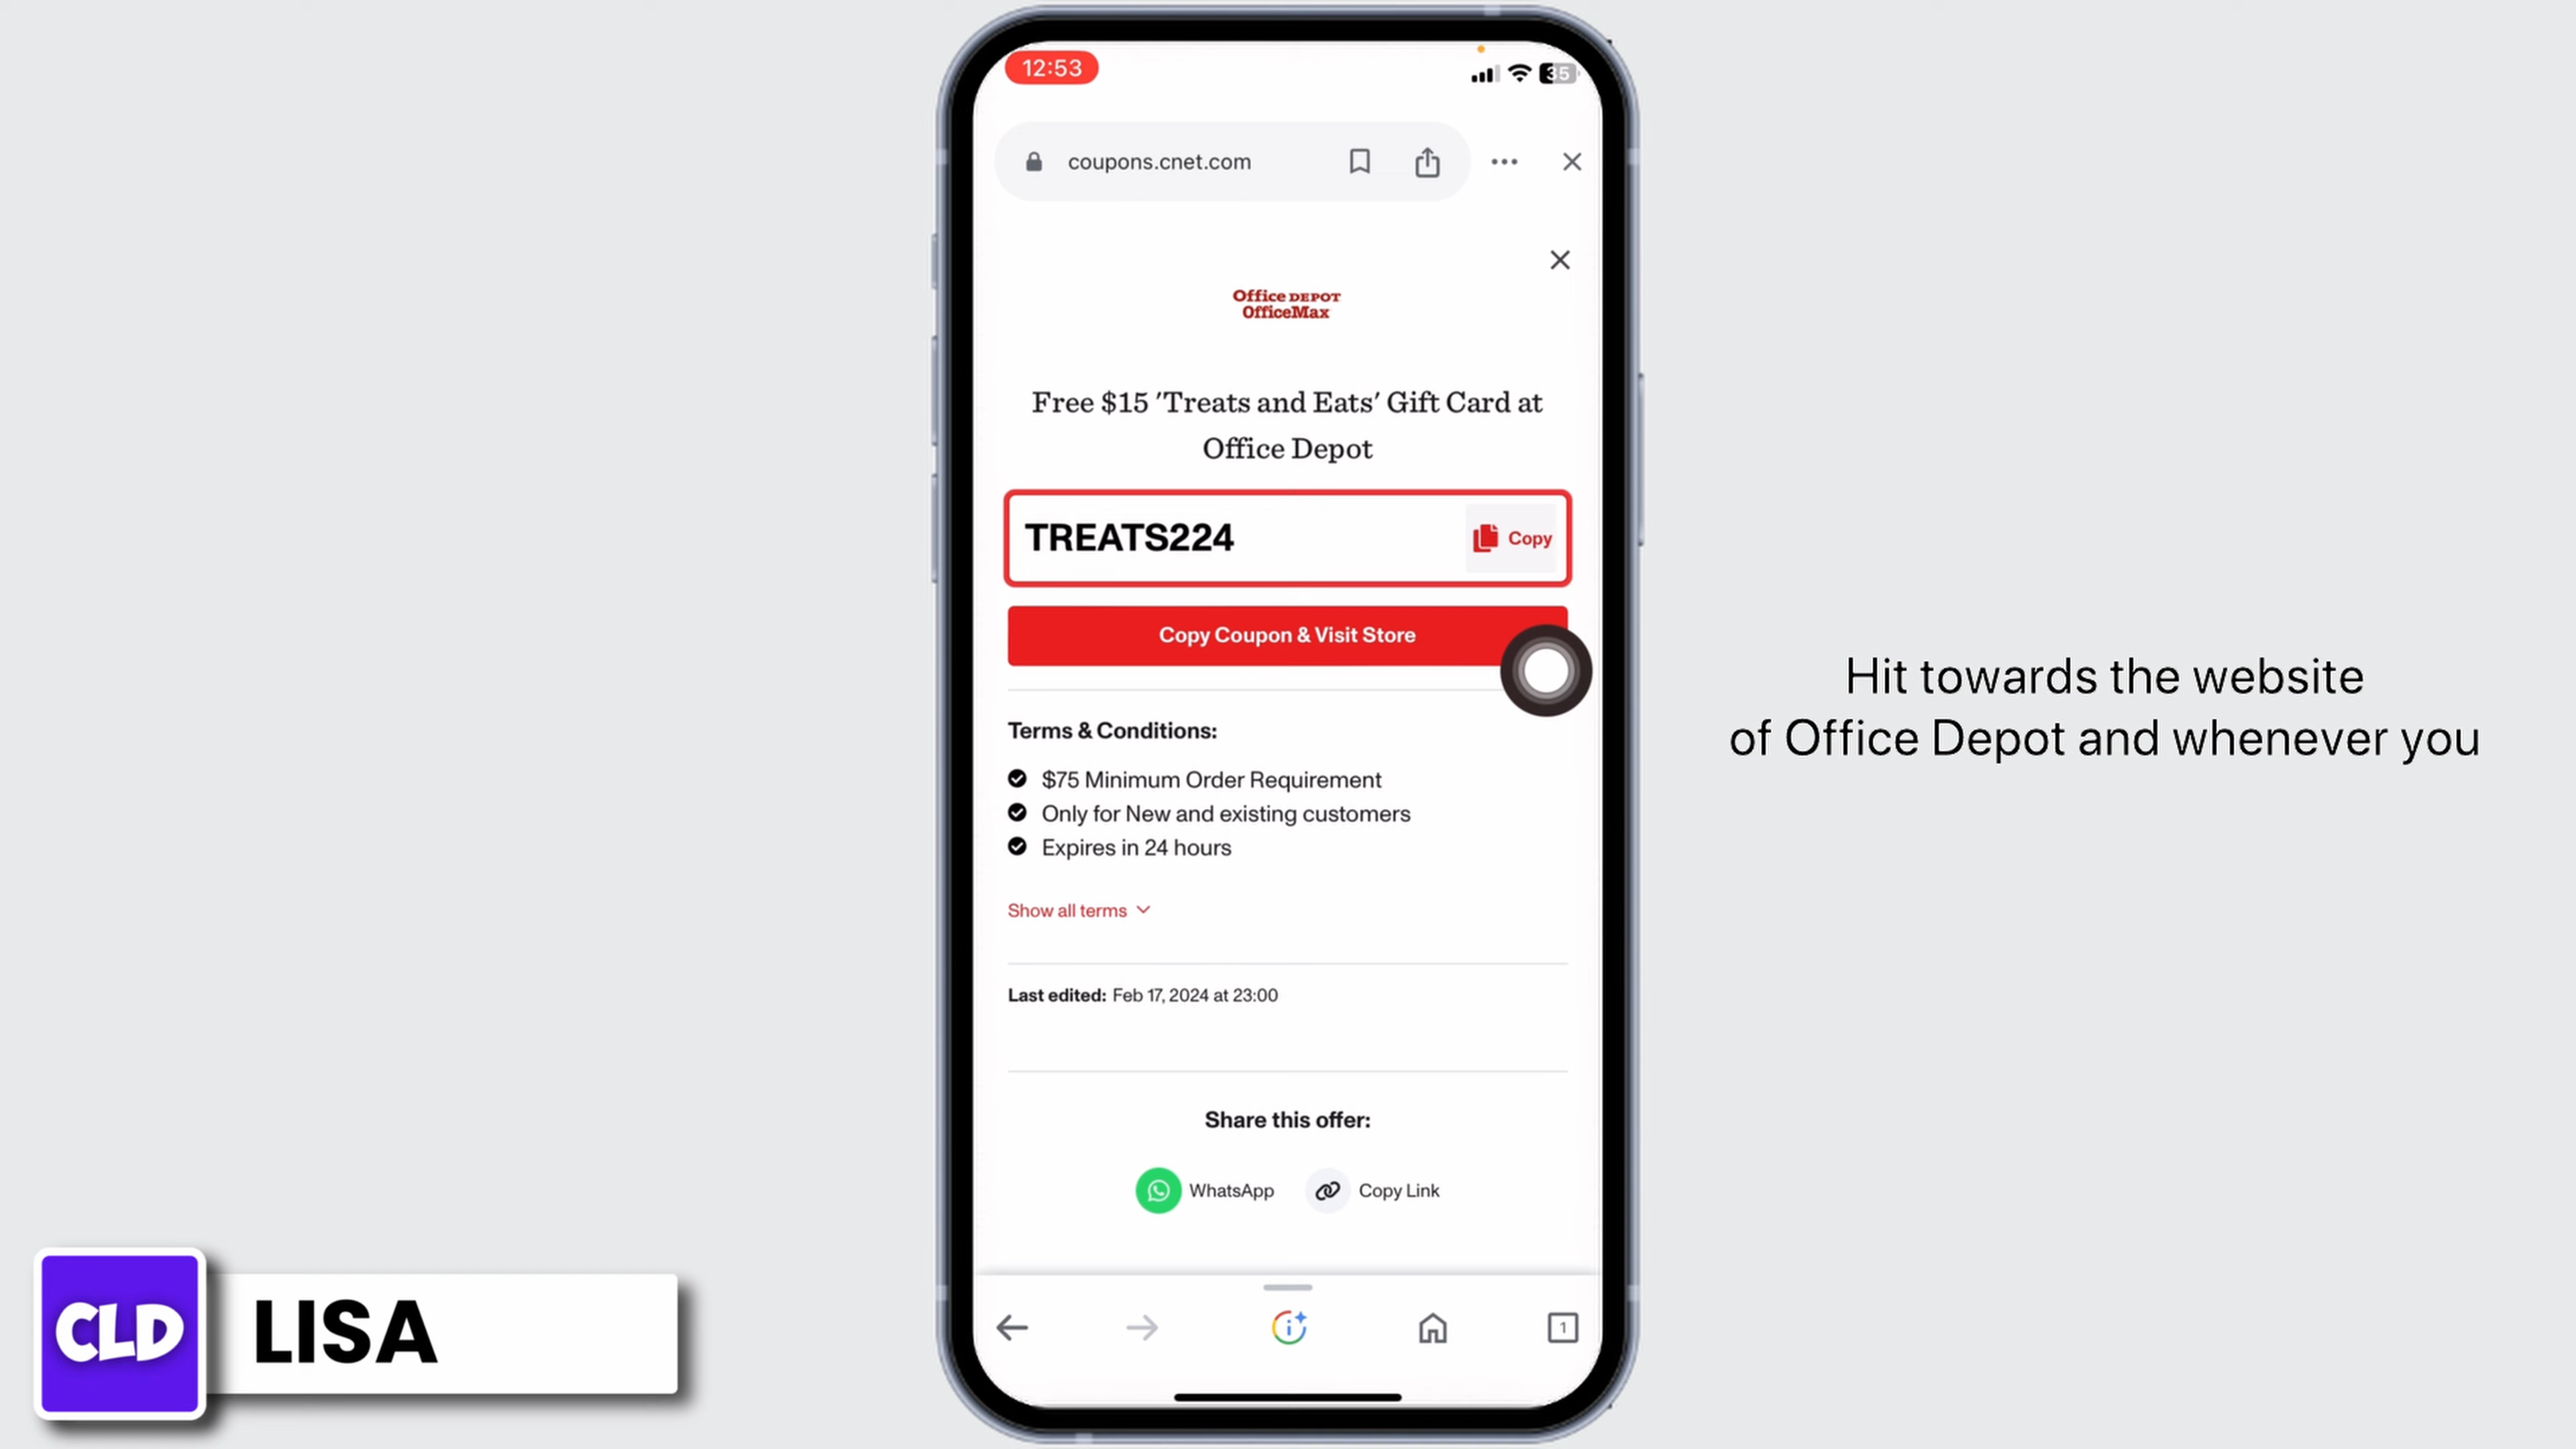 12:53
35
coupons.cnet.com
Office DEPOT
OfficeMax
Free $15 'Treats and Eats' Gift Card at
Office Depot
TREATS224
Copy
Copy Coupon & Visit Store
Terms & Conditions:
$75 Minimum Order Requirement
Only for New and existing customers
Expires in 24 hours
Show all terms
Last edited: Feb 17, 2024 at 23:00
Share this offer:
WhatsApp
Copy Link
1
Hit towards the website
of Office Depot and whenever you
CLD
LISA